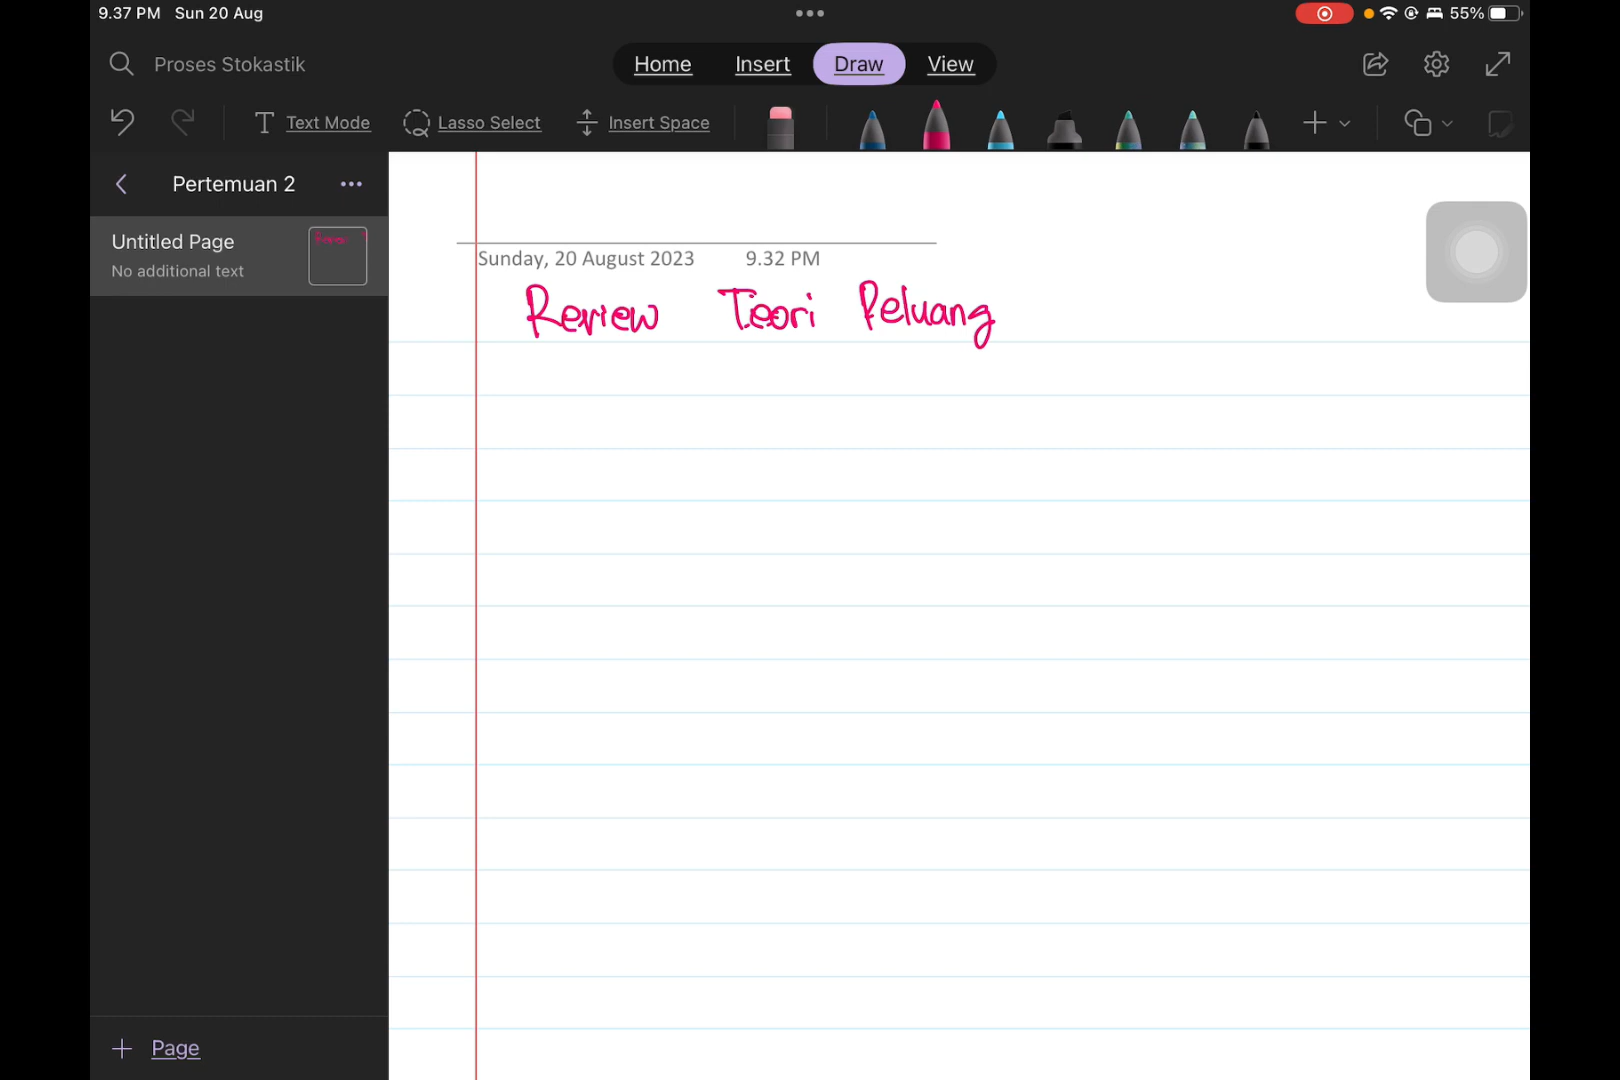 9.37 PM Sun 20 Aug 55%
Proses Stokastik Home Insert Draw View
Text Mode Lasso Select Insert Space
Pertemuan 2
Untitled Page
No additional text
Sunday, 20 August 2023 9.32 PM
Review Teori Peluang
Page